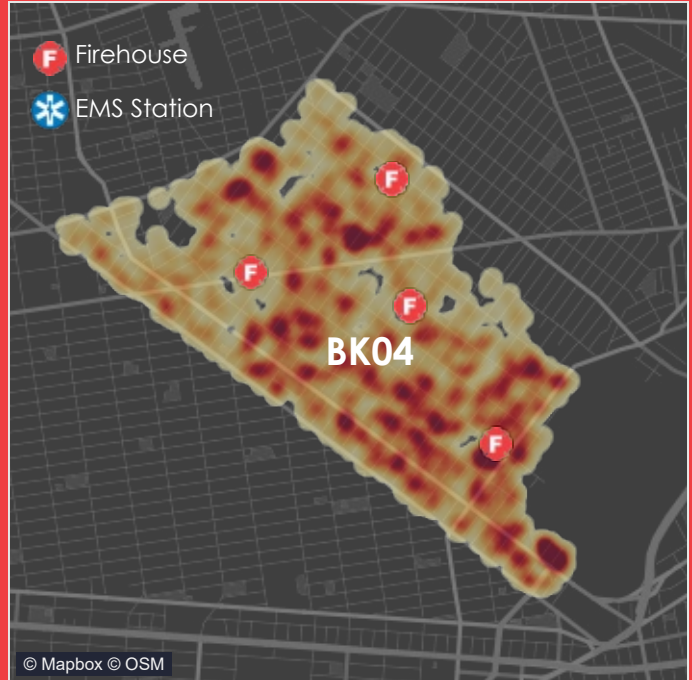 F Firehouse
EMS Station
F
F
F
BK04
F
© Mapbox © OSM